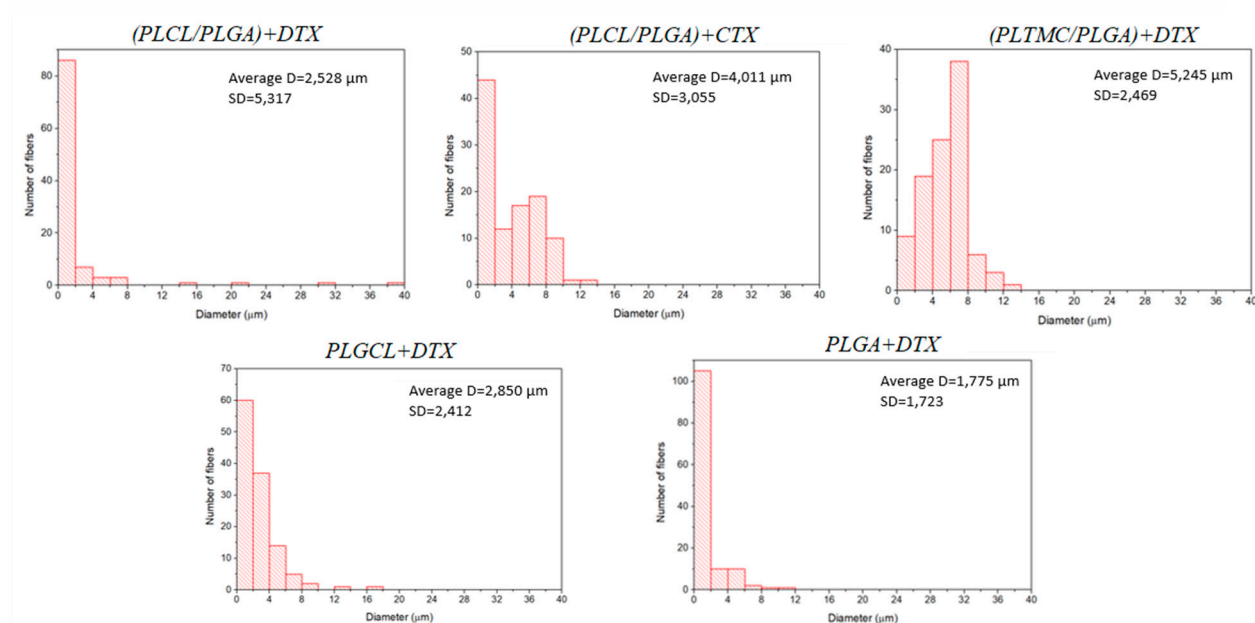 (PLCL/PLGA)+DTX
Average D=2,528 µm
SD=5,317
80
60
40
20
0
Number of fibers
0 4 8 12 16 20 24 28 32 36 40
Diameter (µm)
(PLCL/PLGA)+CTX
Average D=4,011 µm
SD=3,055
50
40
30
20
10
0
Number of fibers
0 4 8 12 16 20 24 28 32 36 40
Diameter (µm)
(PLTMC/PLGA)+DTX
Average D=5,245 µm
SD=2,469
40
30
20
10
0
Number of fibers
0 4 8 12 16 20 24 28 32 36 40
Diameter (µm)
PLGCL+DTX
Average D=2,850 µm
SD=2,412
70
60
50
40
30
20
10
0
Number of fibers
0 4 8 12 16 20 24 28 32 36 40
Diameter (µm)
PLGA+DTX
Average D=1,775 µm
SD=1,723
100
80
60
40
20
0
Number of fibers
0 4 8 12 16 20 24 28 32 36 40
Diameter (µm)